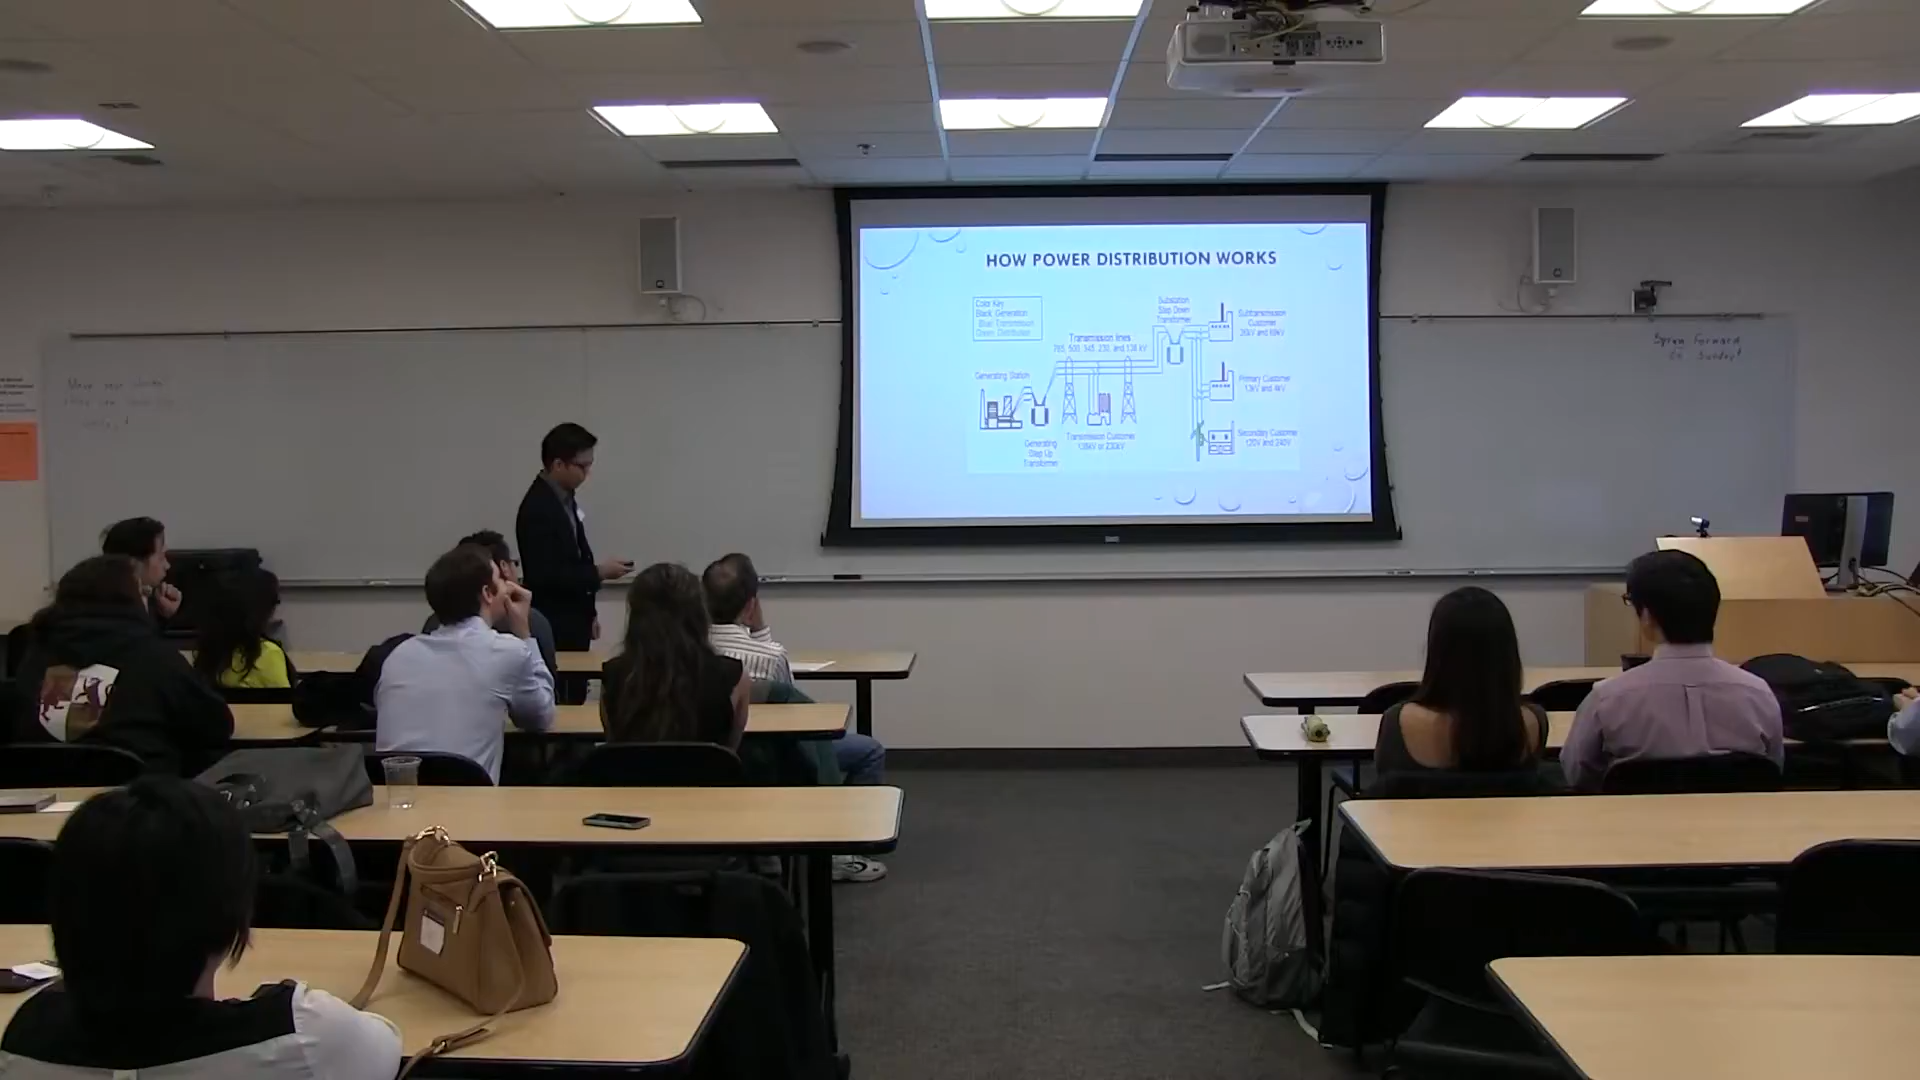 HOW POWER DISTRIBUTION WORKS
Color Key
Black: Generation
Blue: Transmission
Green: Distribution
Substation
Step Down
Transformer
Subtransmission
Customer
26kV and 69kV
Transmission lines
765, 500, 345, 230, and 138 kV
Generating Station
Primary Customer
13kV and 4kV
Transmission Customer
138kV or 230kV
Generating
Step Up
Transformer
Secondary Customer
120V and 240V
Spring Forward
on Sunday!